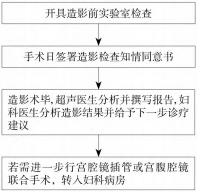 开具造影前实验室检查
手术日签署造影检查知情同意书
造影术毕,超声医生分析并撰写报告,妇
科医生分析造影结果并给予下一步诊疗
建议
若需进一步行宫腔镜插管或宫腹腔镜
联合手术，转入妇科病房